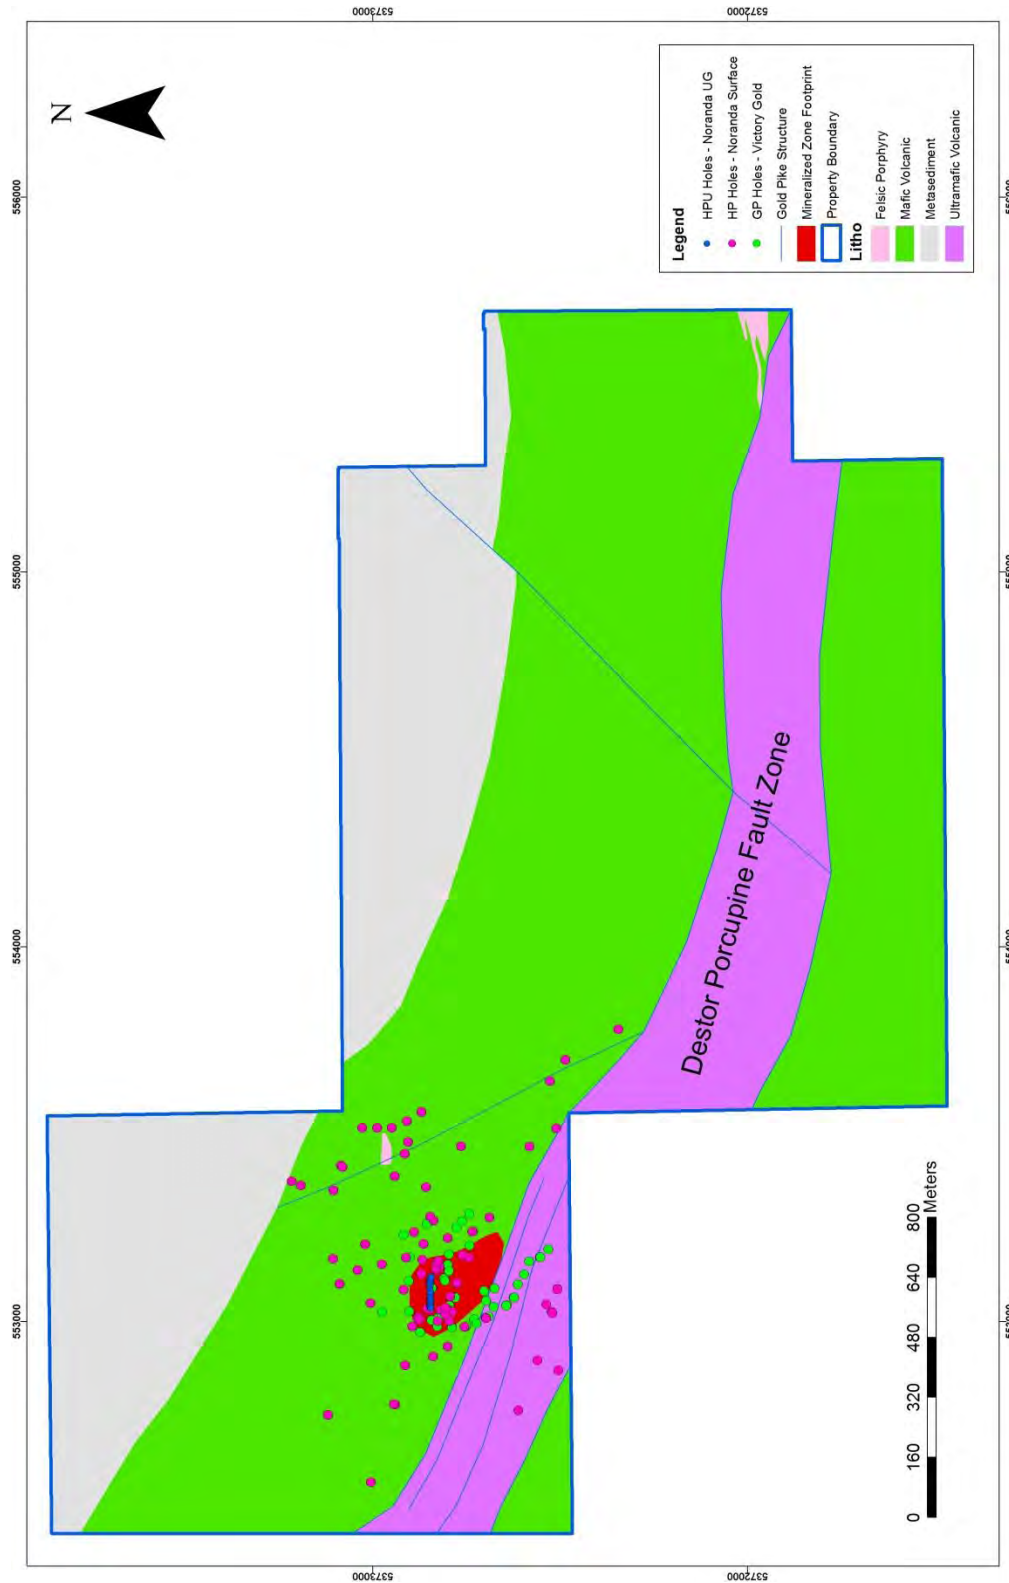 553000 554000 555000 556000
N
5373000
5373000
5372000
5372000
Destor Porcupine Fault Zone
Legend
HPU Holes - Noranda UG
HP Holes - Noranda Surface
GP Holes - Victory Gold
Gold Pike Structure
Mineralized Zone Footprint
Property Boundary
Litho
Felsic Porphyry
Mafic Volcanic
Metasediment
Ultramafic Volcanic
0 160 320 480 640 800
Meters